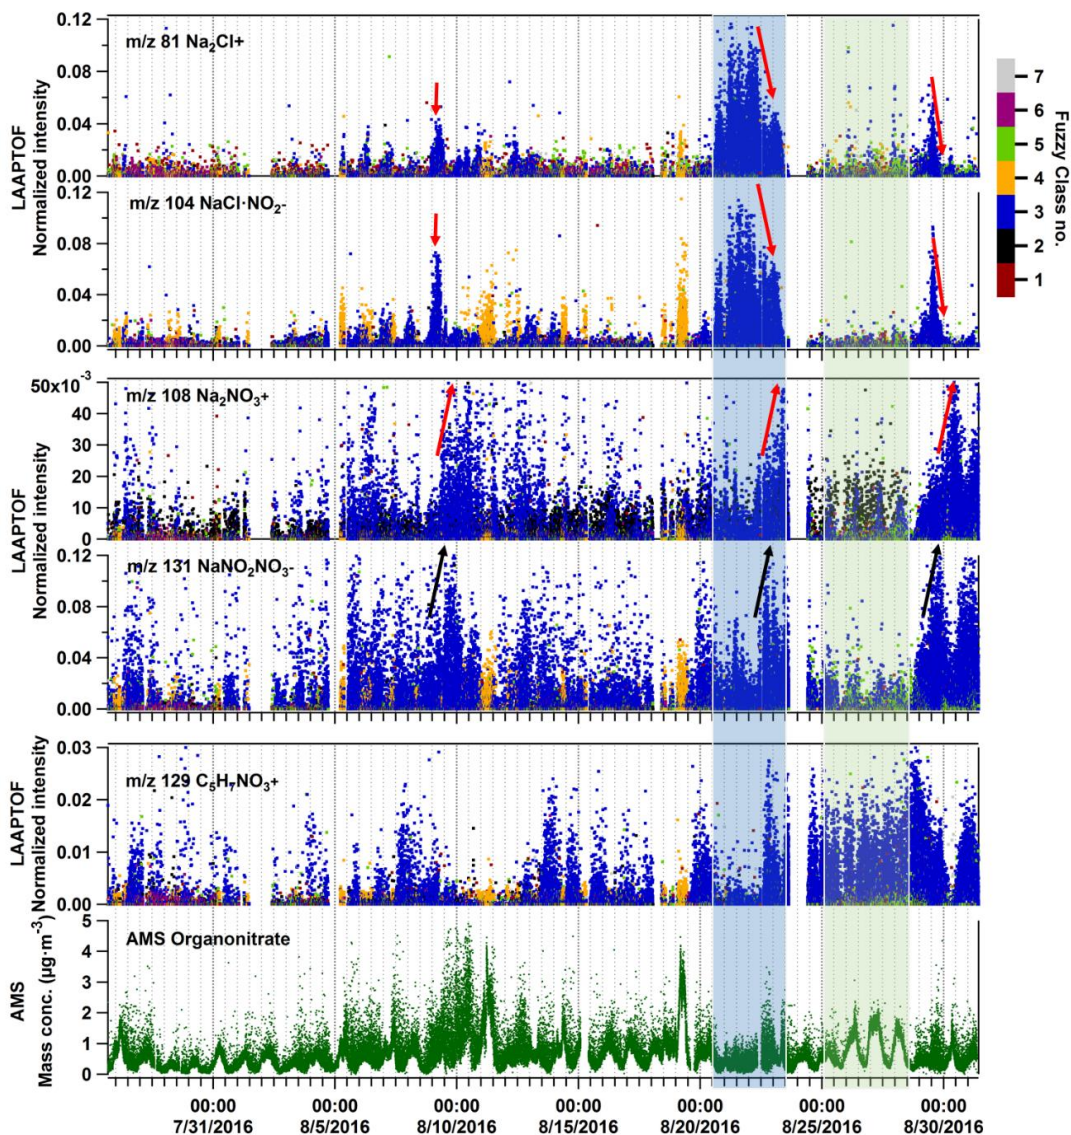 0.12
m/z 81 Na₂Cl+
0.08
0.04
0.00
LAAPTOF
Normalized intensity
0.12
m/z 104 NaCl·NO₂-
0.08
0.04
0.00
LAAPTOF
Normalized intensity
7
6
5
4
3
2
1
Fuzzy Class no.
50x10⁻³
m/z 108 Na₂NO₃+
40
30
20
10
0
LAAPTOF
Normalized intensity
0.12
m/z 131 NaNO₂NO₃-
0.08
0.04
0.00
LAAPTOF
Normalized intensity
0.03
m/z 129 C₅H₇NO₃+
0.02
0.01
0.00
LAAPTOF
Normalized intensity
5
AMS Organonitrate
4
3
2
1
0
AMS
Mass conc. (µg·m⁻³)
00:00 00:00 00:00 00:00 00:00 00:00 00:00
7/31/2016 8/5/2016 8/10/2016 8/15/2016 8/20/2016 8/25/2016 8/30/2016